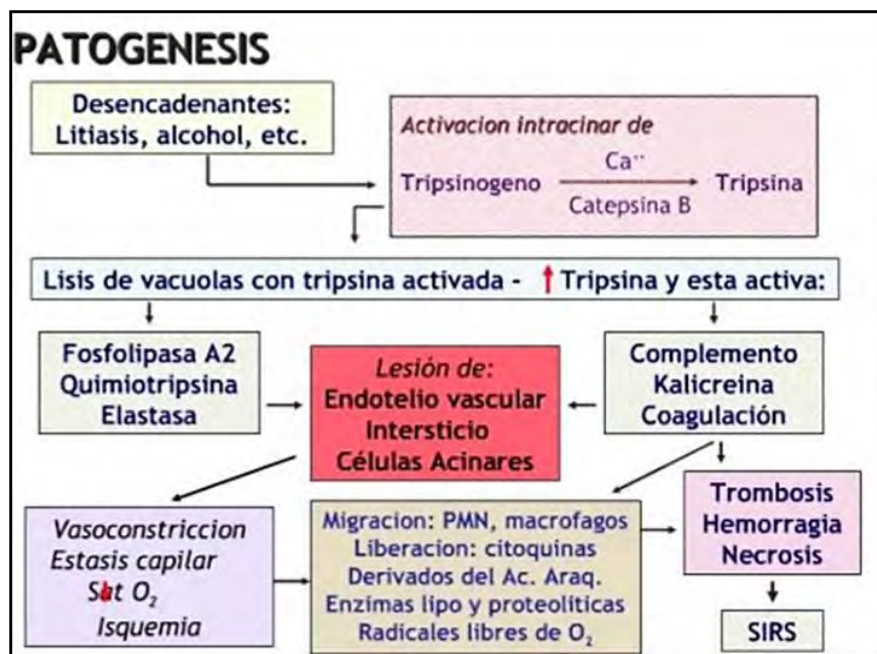 PATOGENESIS
Desencadenantes:
Litiasis, alcohol, etc.
Activacion intracinar de
Tripsinogeno
Ca++
Catepsina B
Tripsina
Lisis de vacuolas con tripsina activada - ↑ Tripsina y esta activa:
Fosfolipasa A2
Quimiotripsina
Elastasa
Lesión de:
Endotelio vascular
Intersticio
Células Acinares
Complemento
Kalicreina
Coagulación
Vasoconstriccion
Estasis capilar
Sat O₂
Isquemia
Migracion: PMN, macrofagos
Liberacion: citoquinas
Derivados del Ac. Araq.
Enzimas lipo y proteolíticas
Radicales libres de O₂
Trombosis
Hemorragia
Necrosis
SIRS